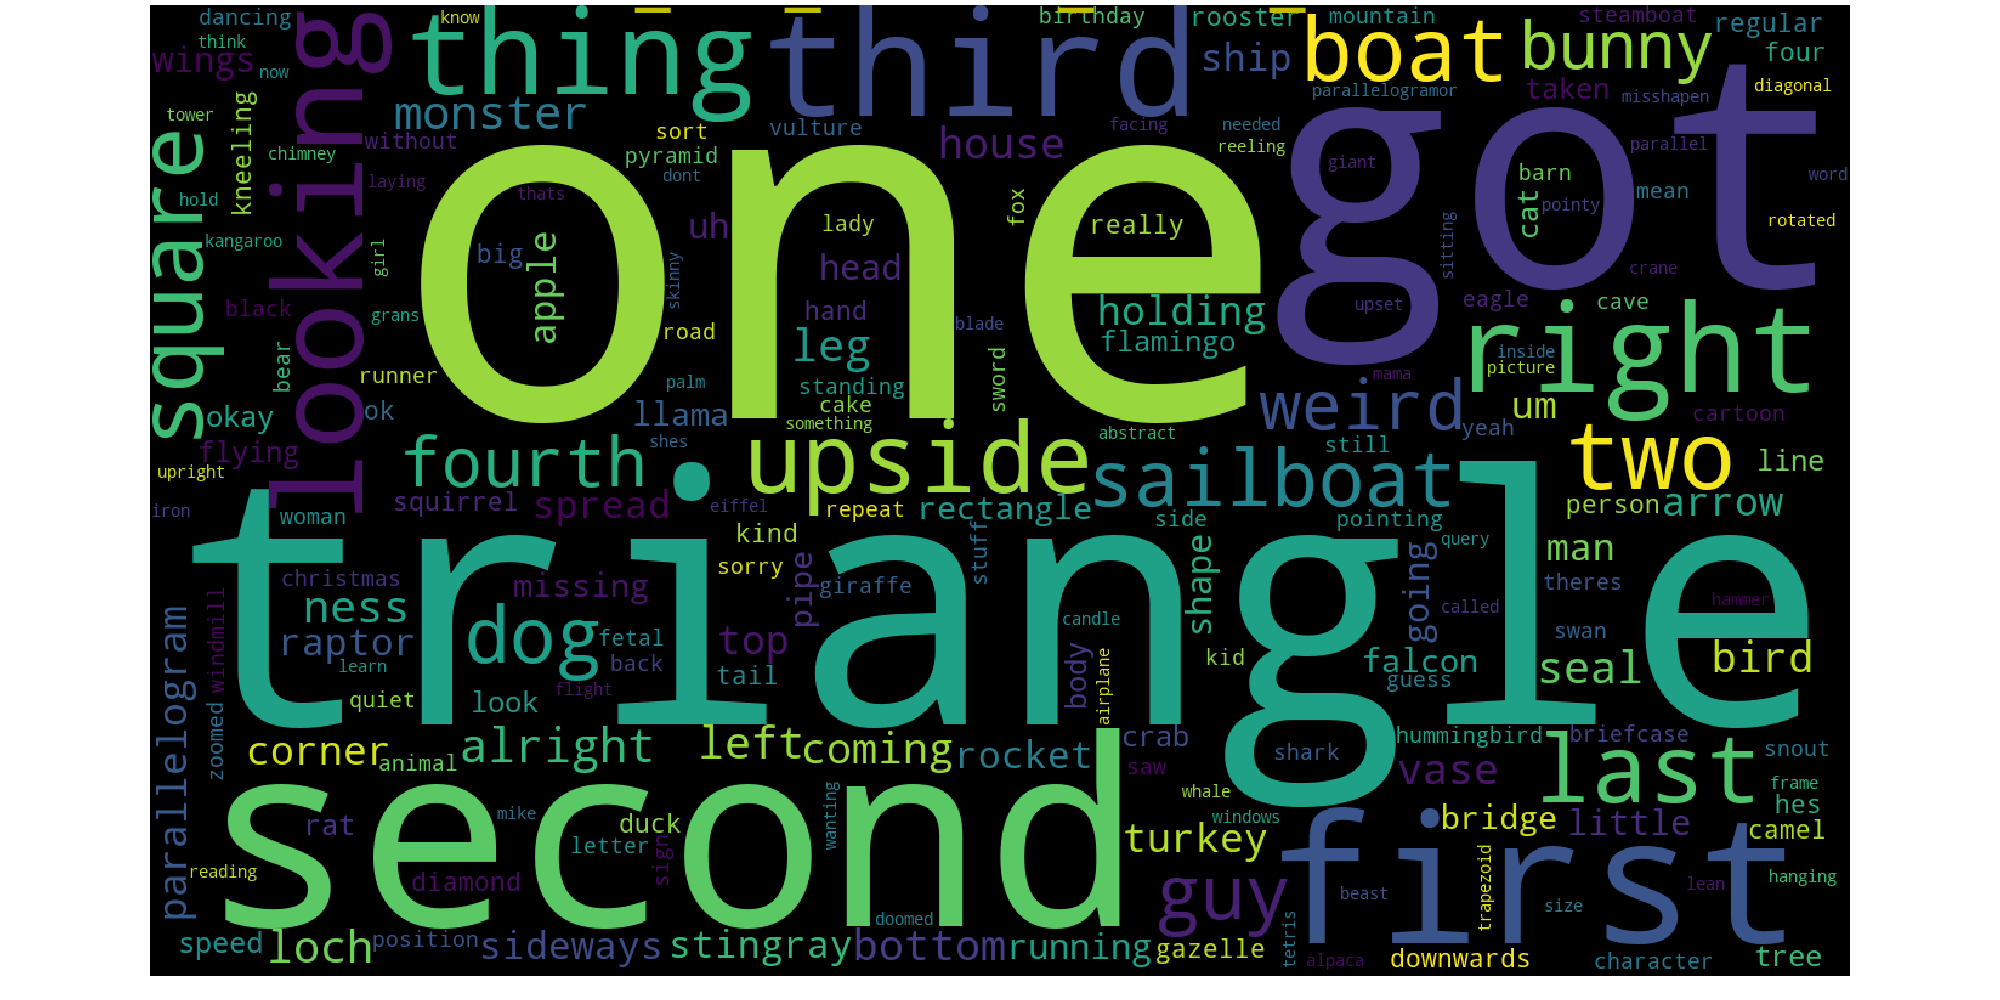 dancing
know
thing
third
birthday
rooster
mountain
steamboat
regular
think
wings
now
looking
monster
ship
boat
bunny
four
tower
square
kneeling
chimney
without
sort
vulture
pyramid
dont
house
facing
needed
reeling
parallelogramor
taken
misshapen
diagonal
got
giant
cat
barn
mean
parallel
word
pointy
rotated
hold
laying
thats
one
lady
fox
really
kangaroo
girl
big
apple
uh
head
skinny
holding
sitting
crane
black
grans
road
hand
blade
flamingo
upset
eagle
cave
right
bear
runner
palm
leg
standing
sword
mama
inside
picture
okay
ok
llama
cake
something
weird
um
yeah
cartoon
flying
upright
fourth
shes
upside
abstract
sailboat
still
two
line
iron
woman
squirrel
spread
eiffel
repeat
rectangle
side
pointing
person
arrow
triangle
kind
stuff
query
man
christmas
missing
sorry
pipe
giraffe
shape
going
theres
ness
dog
fetal
candle
called
hammer
parallelogram
windmill
raptor
learn
back
top
tail
body
kid
falcon
guess
swan
seal
bird
quiet
look
flight
airplane
zoomed
corner
animal
alright
left
coming
rocket
crab
saw
shark
hummingbird
briefcase
vase
last
snout
frame
hes
second
mike
wanting
whale
windows
rat
letter
duck
turkey
first
bridge
little
camel
reading
diamond
sign
doomed
guy
beast
trapezoid
lean
hanging
size
speed
loch
position
sideways
stingray
bottom
running
gazelle
tetris
alpaca
downwards
character
tree